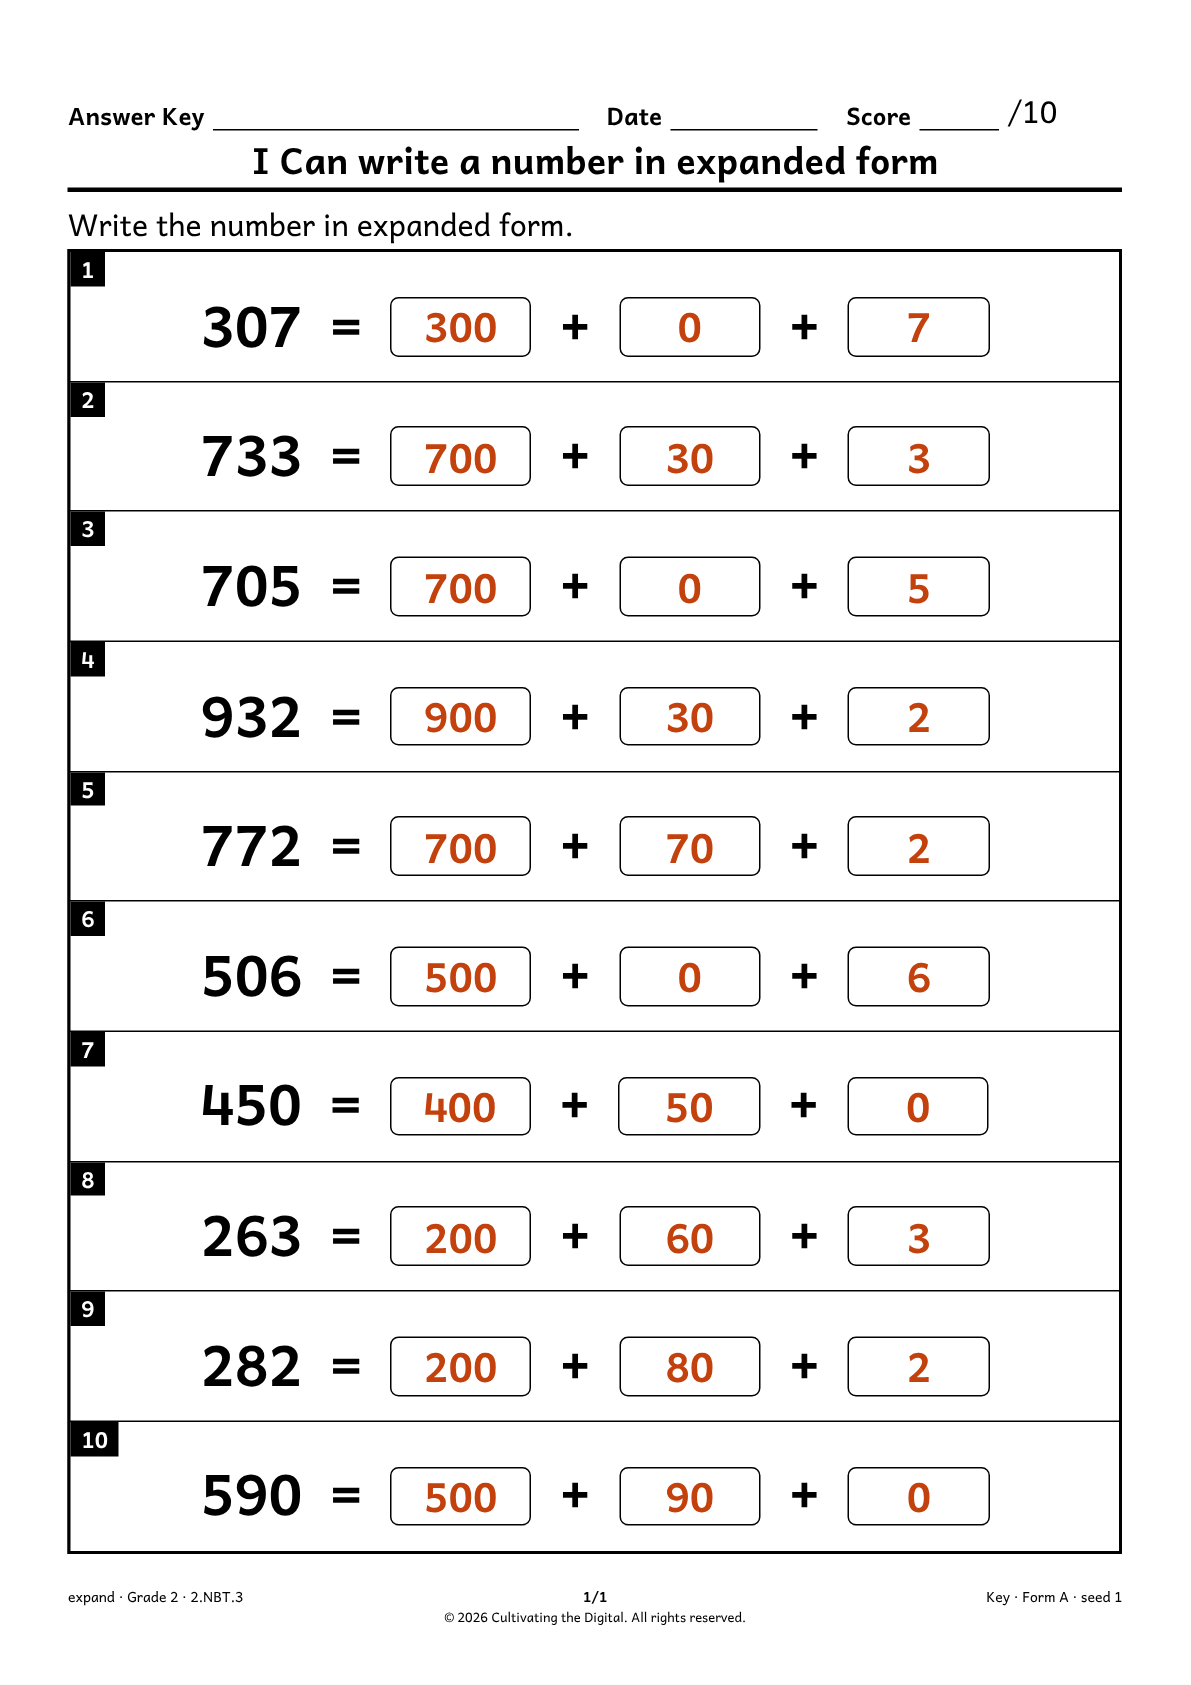 Answer Key ____________ Date ____________ Score ______ /10
I Can write a number in expanded form
Write the number in expanded form.
1
307 = 300 + 0 + 7
2
733 = 700 + 30 + 3
3
705 = 700 + 0 + 5
4
932 = 900 + 30 + 2
5
772 = 700 + 70 + 2
6
506 = 500 + 0 + 6
7
450 = 400 + 50 + 0
8
263 = 200 + 60 + 3
9
282 = 200 + 80 + 2
10
590 = 500 + 90 + 0
expand · Grade 2 · 2.NBT.3 1/1 Key · Form A · seed 1
© 2026 Cultivating the Digital. All rights reserved.